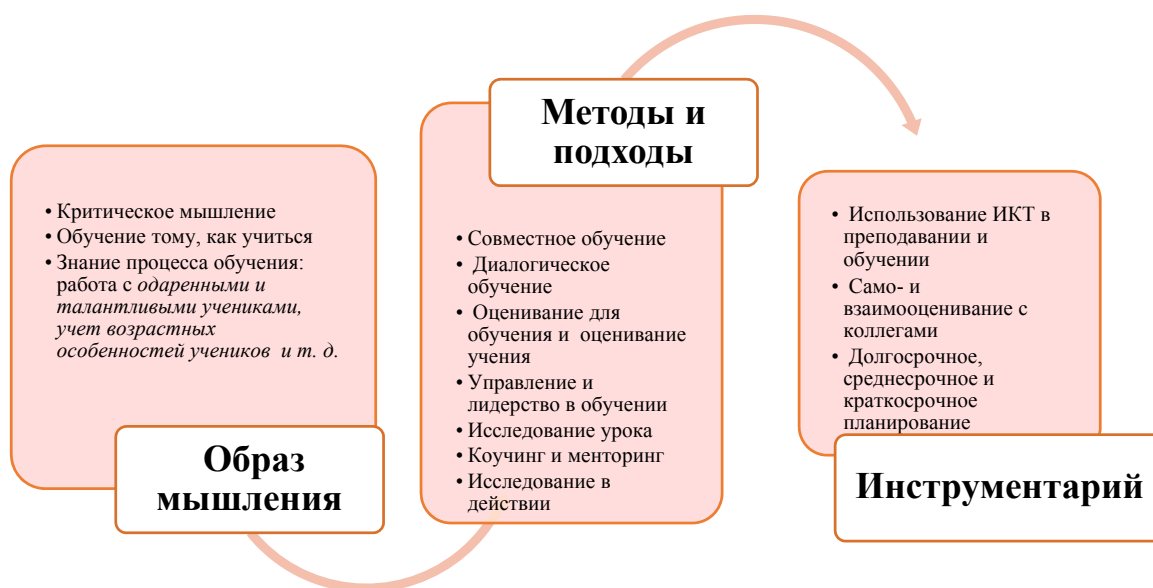 • Критическое мышление
• Обучение тому, как учиться
• Знание процесса обучения:
работа с одаренными и
талантливыми учениками,
учет возрастных
особенностей учеников и т. д.
Образ
мышления
Методы и
подходы
• Совместное обучение
• Диалогическое
обучение
• Оценивание для
обучения и оценивание
учения
• Управление и
лидерство в обучении
• Исследование урока
• Коучинг и менторинг
• Исследование в
действии
• Использование ИКТ в
преподавании и
обучении
• Само- и
взаимооценивание с
коллегами
• Долгосрочное,
среднесрочное и
краткосрочное
планирование
Инструментарий